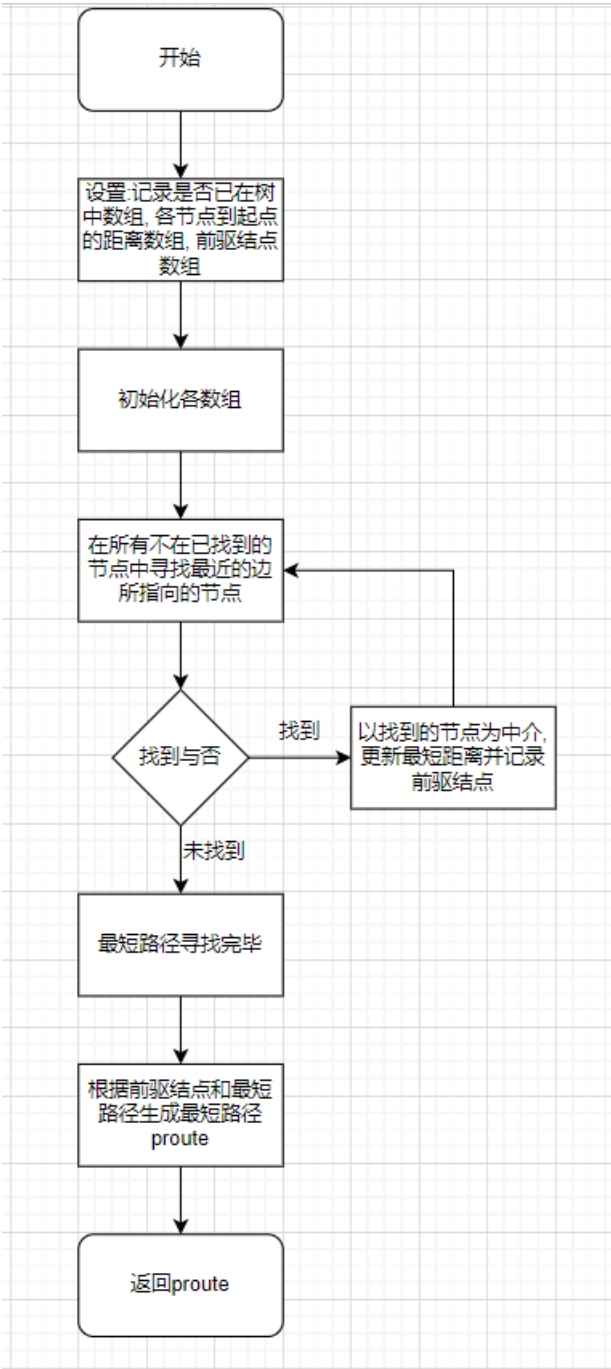 开始
设置:记录是否已在树
中数组, 各节点到起点
的距离数组, 前驱结点
数组
初始化各数组
在所有不在已找到的
节点中寻找最近的边
所指向的节点
找到与否
找到
以找到的节点为中介,
更新最短距离并记录
前驱结点
未找到
最短路径寻找完毕
根据前驱结点和最短
路径生成最短路径
proute
返回proute